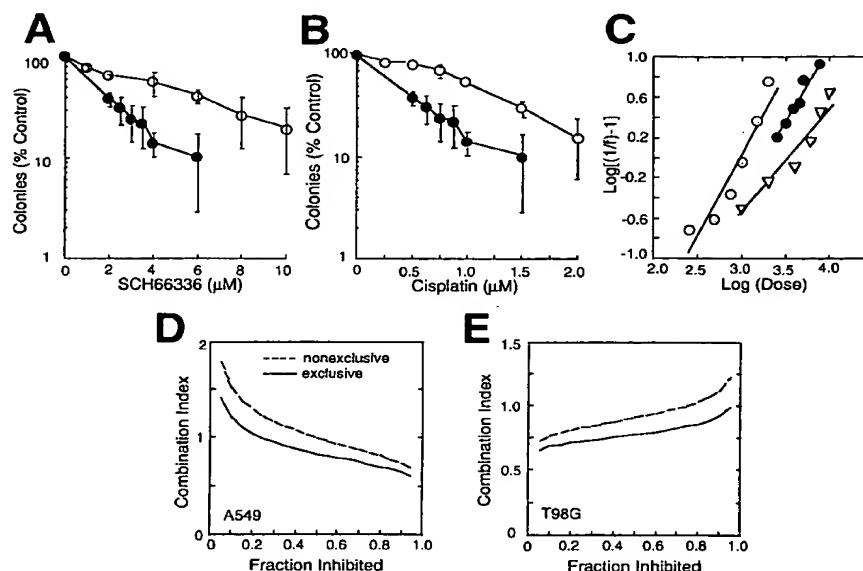 A
Colonies (% Control)
100
10
1
0 2 4 6 8 10
SCH66336 (μM)
B
Colonies (% Control)
100
10
1
0 0.5 1.0 1.5 2.0
Cisplatin (μM)
C
Log[(1/f)-1]
1.0
0.6
0.2
-0.2
-0.6
-1.0
2.0 2.5 3.0 3.5 4.0
Log (Dose)
D
Combination Index
2
1
0
nonexclusive
exclusive
A549
0 0.2 0.4 0.6 0.8 1.0
Fraction Inhibited
E
Combination Index
1.5
1.25
0.75
0.25
0
T98G
0 0.2 0.4 0.6 0.8 1.0
Fraction Inhibited